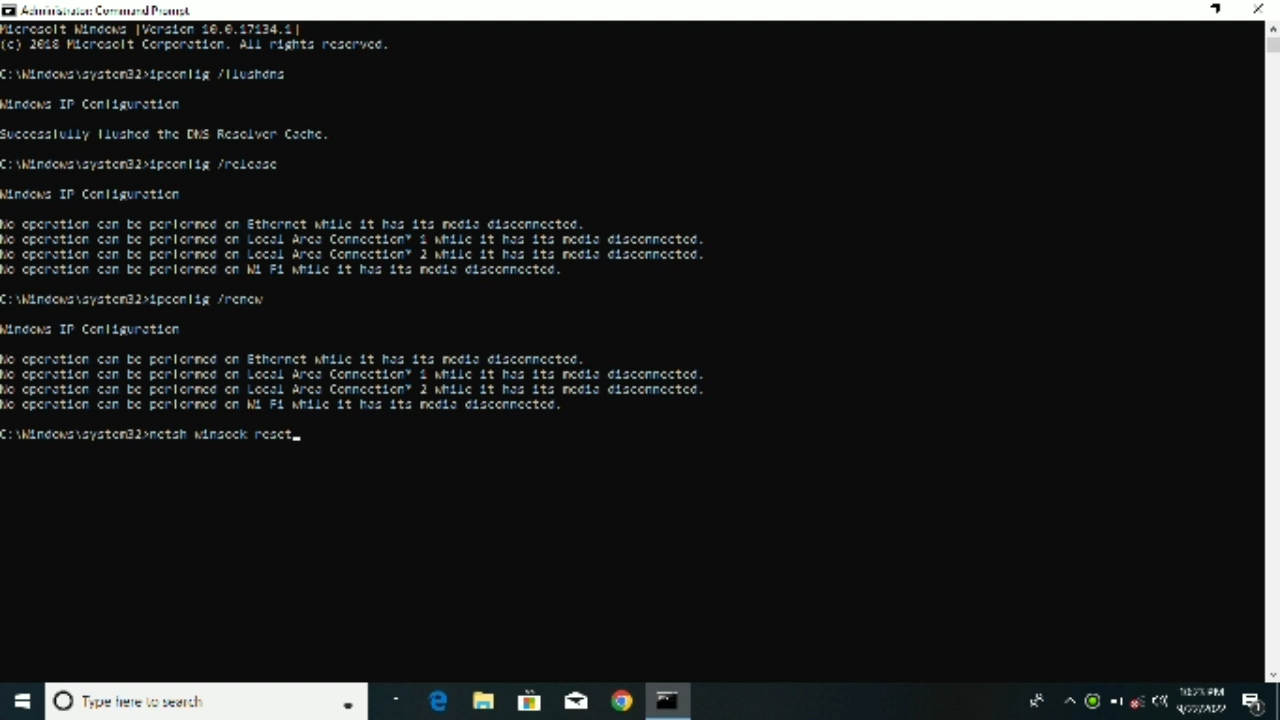 Administrator: Command Prompt
Microsoft Windows [Version 10.0.17134.1]
(c) 2018 Microsoft Corporation. All rights reserved.
C:\Windows\system32>ipconfig /flushdns
Windows IP Configuration
Successfully flushed the DNS Resolver Cache.
C:\Windows\system32>ipconfig /release
Windows IP Configuration
No operation can be performed on Ethernet while it has its media disconnected.
No operation can be performed on Local Area Connection* 1 while it has its media disconnected.
No operation can be performed on Local Area Connection* 2 while it has its media disconnected.
No operation can be performed on Wi-Fi while it has its media disconnected.
C:\Windows\system32>ipconfig /renew
Windows IP Configuration
No operation can be performed on Ethernet while it has its media disconnected.
No operation can be performed on Local Area Connection* 1 while it has its media disconnected.
No operation can be performed on Local Area Connection* 2 while it has its media disconnected.
No operation can be performed on Wi-Fi while it has its media disconnected.
C:\Windows\system32>netsh winsock reset
Type here to search
10:23 PM
9/22/2022